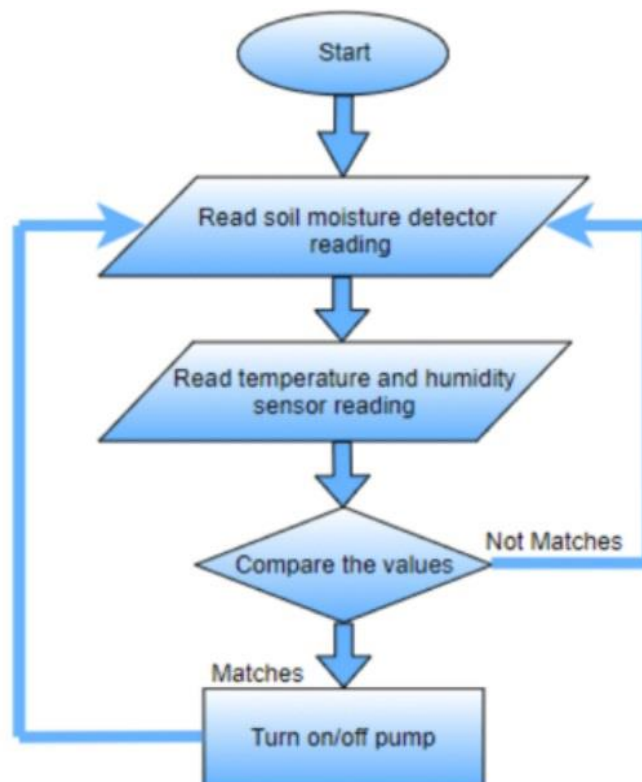 Start
Read soil moisture detector
reading
Read temperature and humidity
sensor reading
Compare the values
Not Matches
Matches
Turn on/off pump